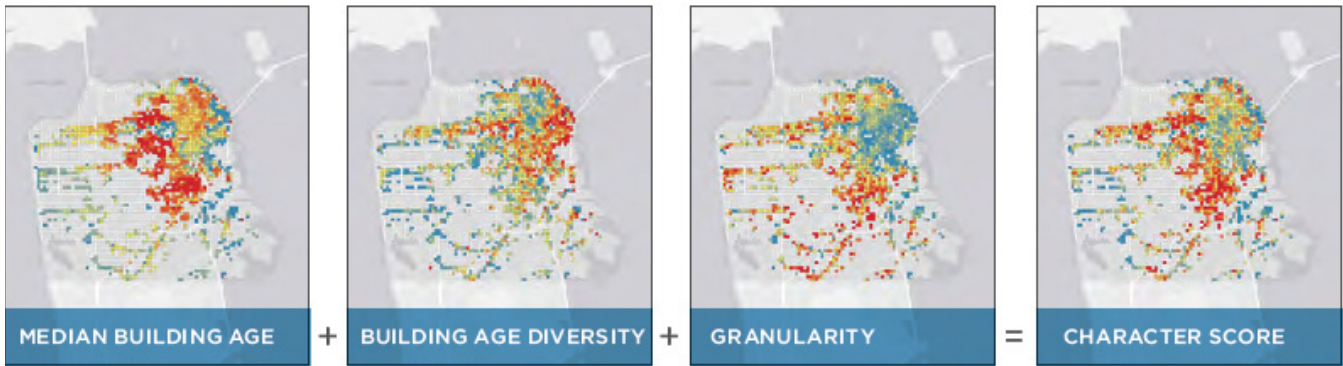 MEDIAN BUILDING AGE + BUILDING AGE DIVERSITY + GRANULARITY = CHARACTER SCORE